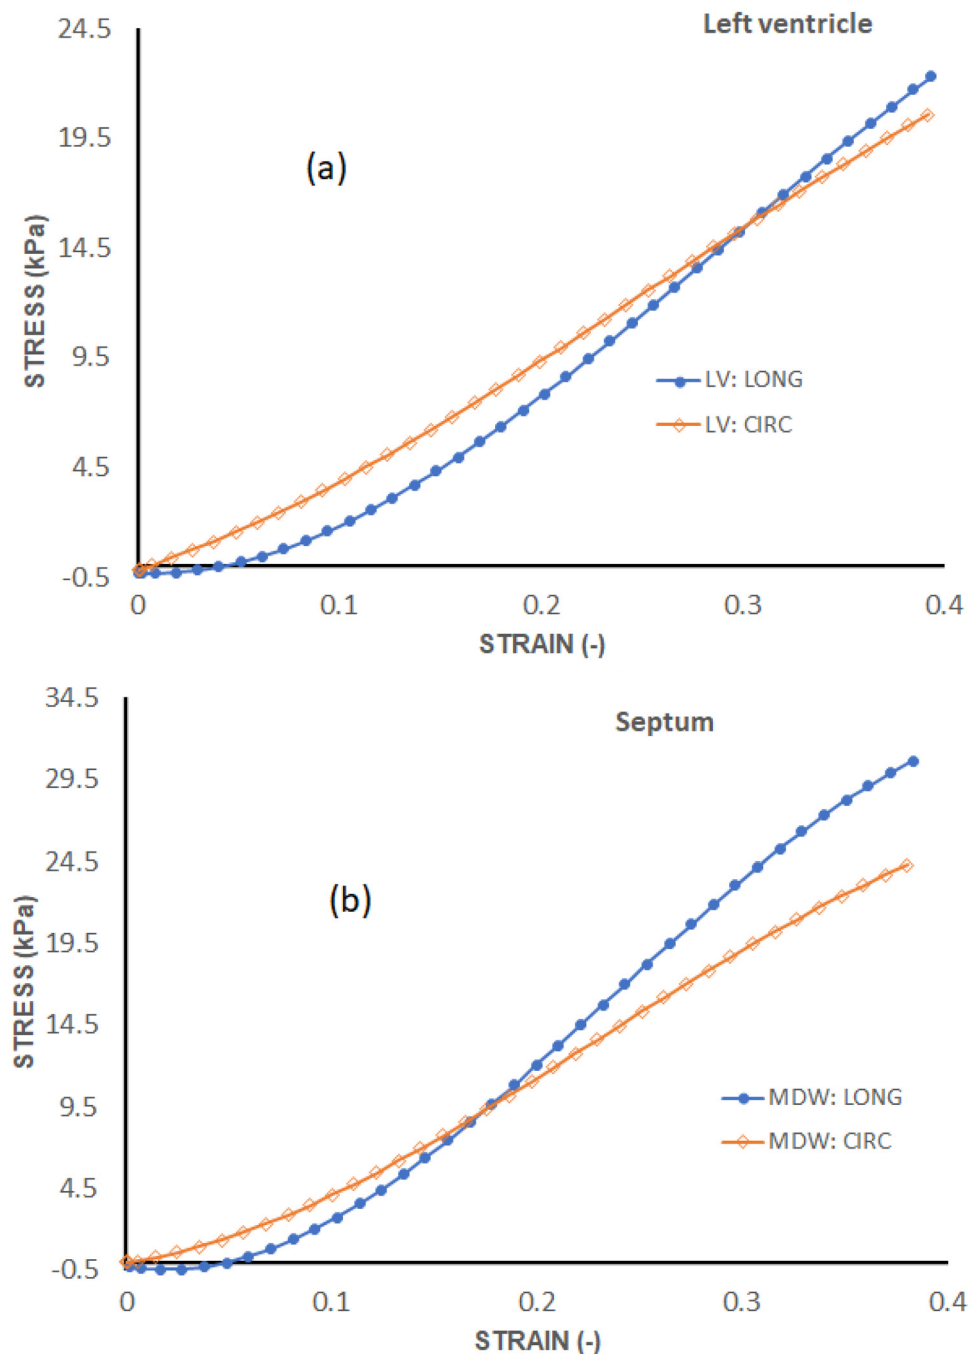 Left ventricle
24.5
(a)
19.5
14.5
9.5
4.5
-0.5
STRESS (kPa)
LV: LONG
LV: CIRC
0 0.1 0.2 0.3 0.4
STRAIN (-)
Septum
34.5
29.5
24.5
(b)
19.5
14.5
9.5
4.5
-0.5
STRESS (kPa)
MDW: LONG
MDW: CIRC
0 0.1 0.2 0.3 0.4
STRAIN (-)